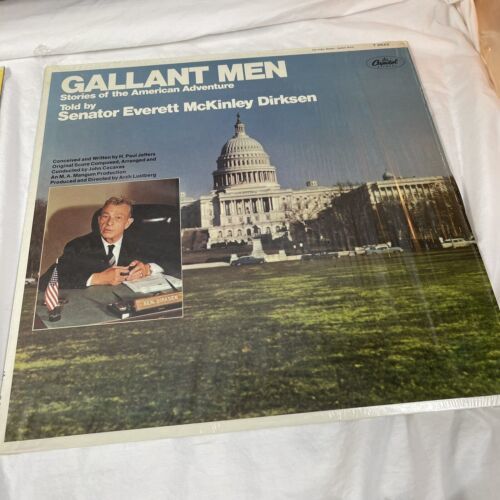 Capitol
GALLANT MEN
Stories of the American Adventure
Told by
Senator Everett McKinley Dirksen
Conceived and Written by H. Paul Jeffers
Original Score Composed, Arranged and
Conducted by John Cacavas
An M. A. Mangum Production
Produced and Directed by Arch Lustberg
SEN. DIRKSEN